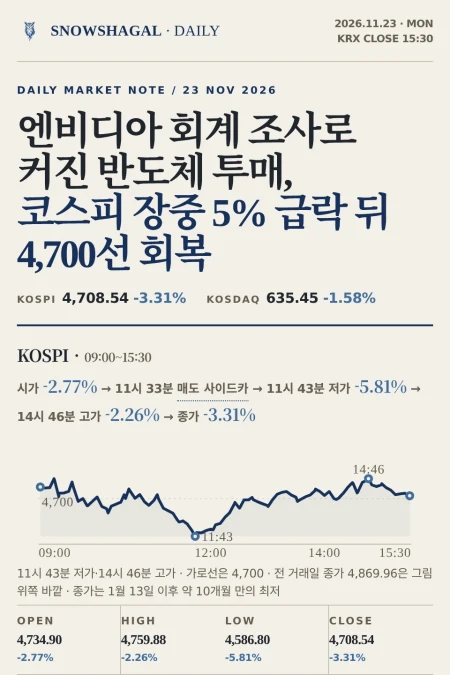 SNOWSHAGAL · DAILY
2026.11.23 · MON
KRX CLOSE 15:30
DAILY MARKET NOTE / 23 NOV 2026
엔비디아 회계 조사로
커진 반도체 투매,
코스피 장중 5% 급락 뒤
4,700선 회복
KOSPI 4,708.54 -3.31% KOSDAQ 635.45 -1.58%
KOSPI · 09:00~15:30
시가 -2.77% → 11시 33분 매도 사이드카 → 11시 43분 저가 -5.81% →
14시 46분 고가 -2.26% → 종가 -3.31%
14:46
4,700
11:43
09:00 12:00 14:00 15:30
11시 43분 저가·14시 46분 고가 · 가로선은 4,700 · 전 거래일 종가 4,869.96은 그림
위쪽 바깥 · 종가는 1월 13일 이후 약 10개월 만의 최저
OPEN HIGH LOW CLOSE
4,734.90 4,759.88 4,586.80 4,708.54
-2.77% -2.26% -5.81% -3.31%